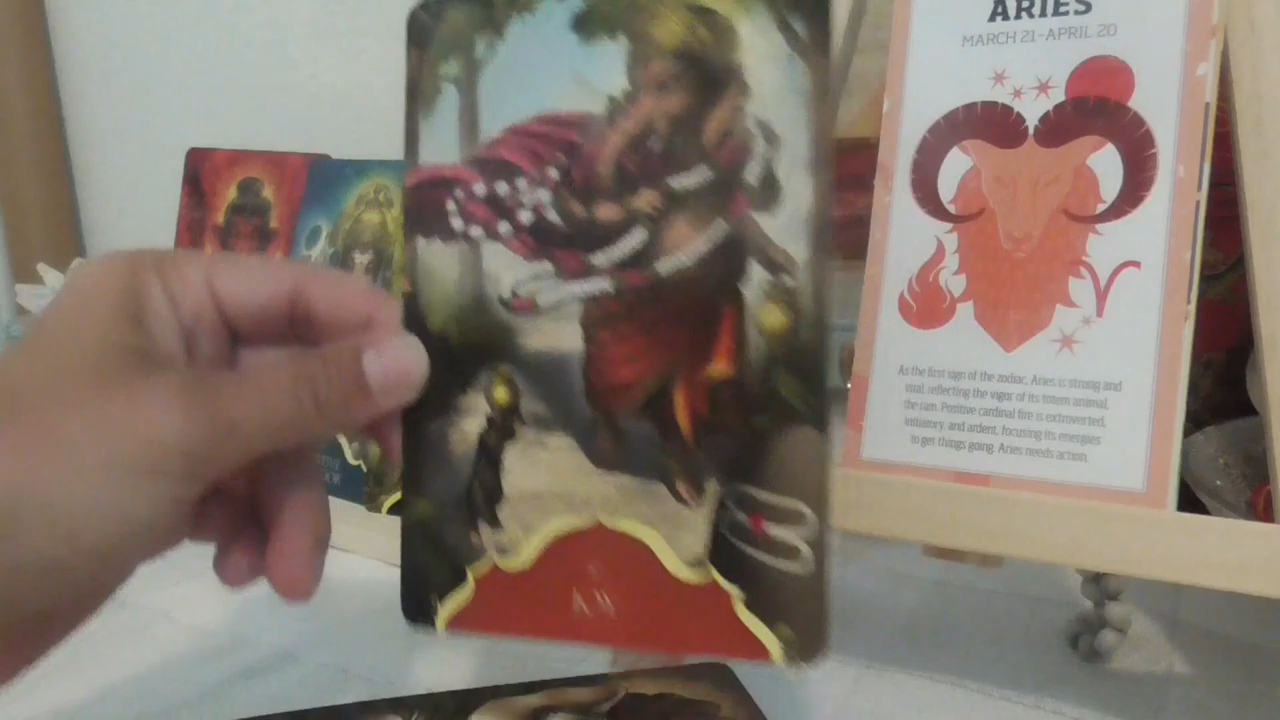 ARIES
MARCH 21-APRIL 20
As the first sign of the zodiac, Aries is strong and
vital, reflecting the vigor of its totem animal,
the ram. Positive cardinal fire is extroverted,
initiatory, and ardent, focusing its energies
to get things going. Aries needs action.